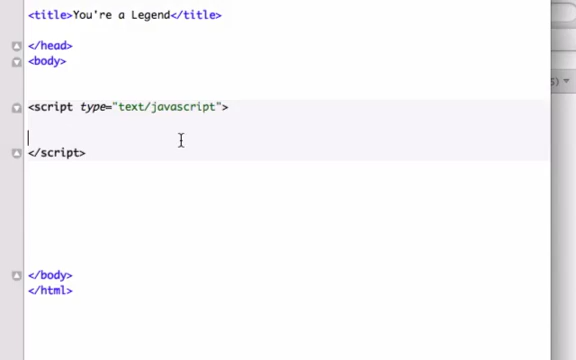 <title>You're a Legend</title>
</head>
<body>
<script type="text/javascript">
</script>
</body>
</html>